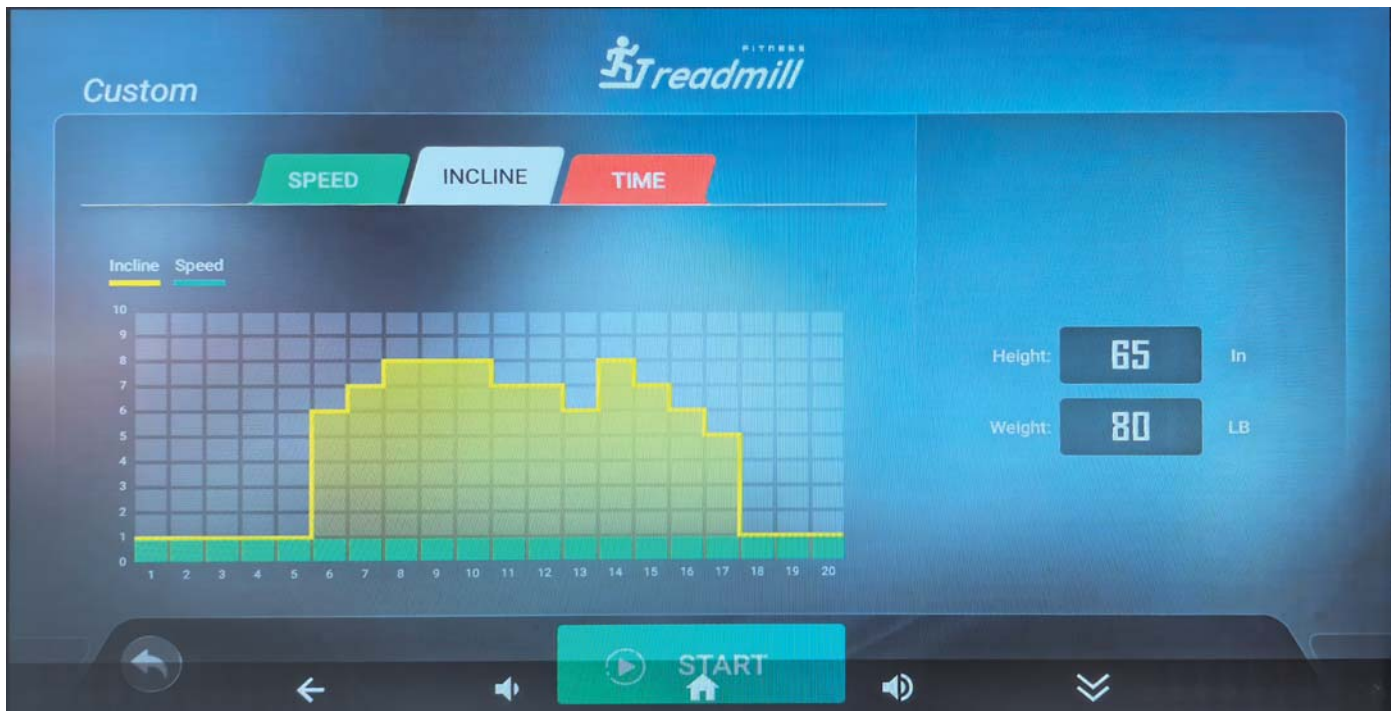 FITNESS
Treadmill
Custom
SPEED INCLINE TIME
Incline Speed
10
9
8
7
6
5
4
3
2
1
0
1 2 3 4 5 6 7 8 9 10 11 12 13 14 15 16 17 18 19 20
Height: 65 In
Weight: 80 LB
START